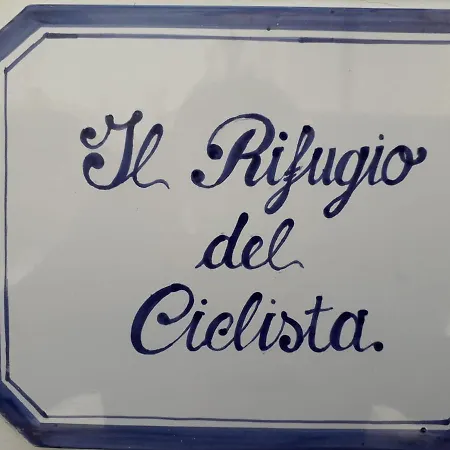 Il Rifugio
del
Ciclista.